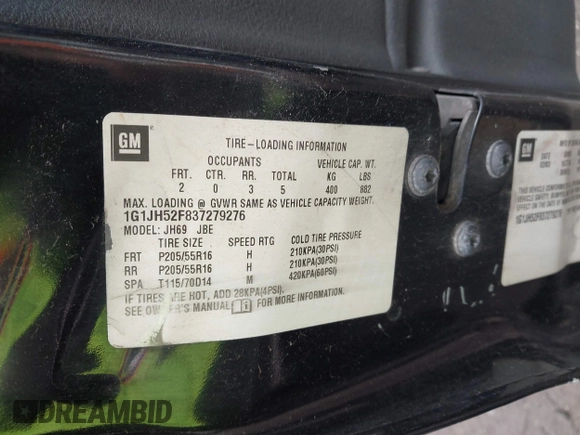 GM
TIRE-LOADING INFORMATION
OCCUPANTS VEHICLE CAP. WT.
FRT. CTR. RR. TOTAL KG LBS
2 0 3 5 400 882
MAX. LOADING @ GVWR SAME AS VEHICLE CAPACITY WEIGHT.
1G1JH52F837279276
MODEL: JH69 JBE
TIRE SIZE SPEED RTG COLD TIRE PRESSURE
FRT P205/55R16 H 210KPA(30PSI)
RR P205/55R16 H 210KPA(30PSI)
SPA T115/70D14 M 420KPA(60PSI)
IF TIRES ARE HOT, ADD 28KPA(4PSI).
SEE OWNER'S MANUAL FOR MORE INFORMATION.
GM
1G1JH52F837279276
DREAMBID